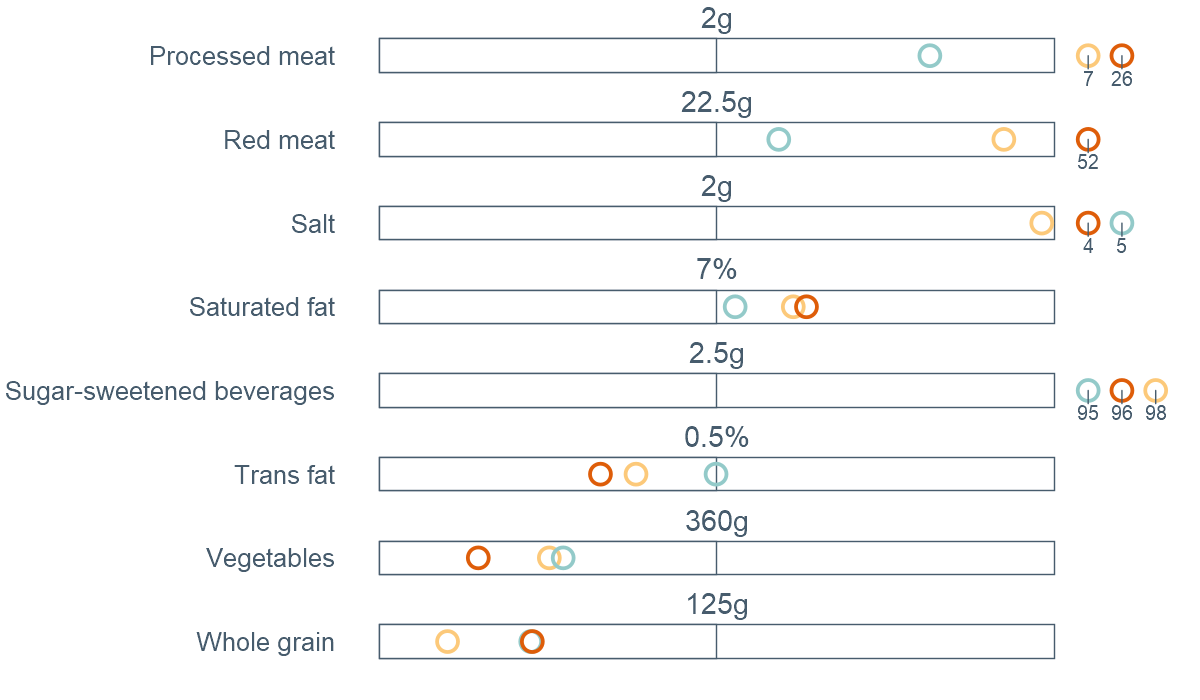 2g
Processed meat
7 26
22.5g
Red meat
52
2g
Salt
4 5
7%
Saturated fat
2.5g
Sugar-sweetened beverages
95 96 98
0.5%
Trans fat
360g
Vegetables
125g
Whole grain